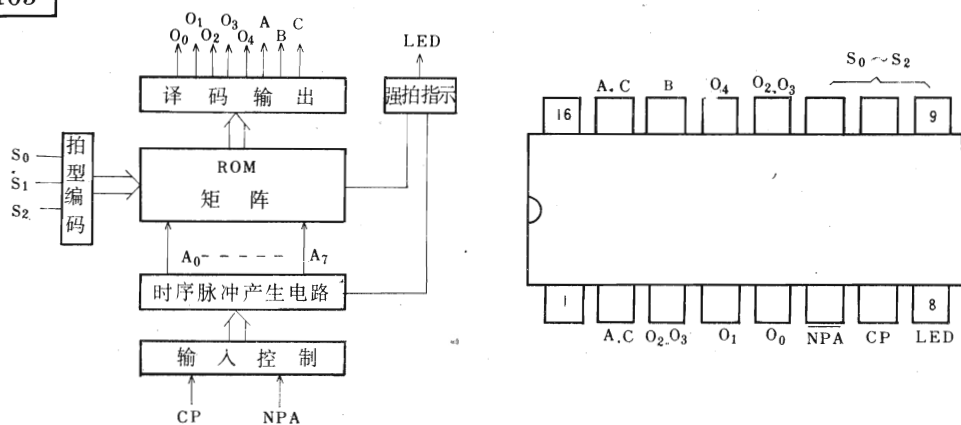 O₀ O₁ O₂ O₃ O₄ A B C
LED
译码输出
强拍指示
S₀
S₁
S₂
拍型编码
ROM
矩阵
A₀-----A₇
时序脉冲产生电路
输入控制
CP NPA
S₀～S₂
A.C B O₄ O₂.O₃
16 9
1 8
A.C O₂.O₃ O₁ O₀ N̅P̅A̅ CP LED